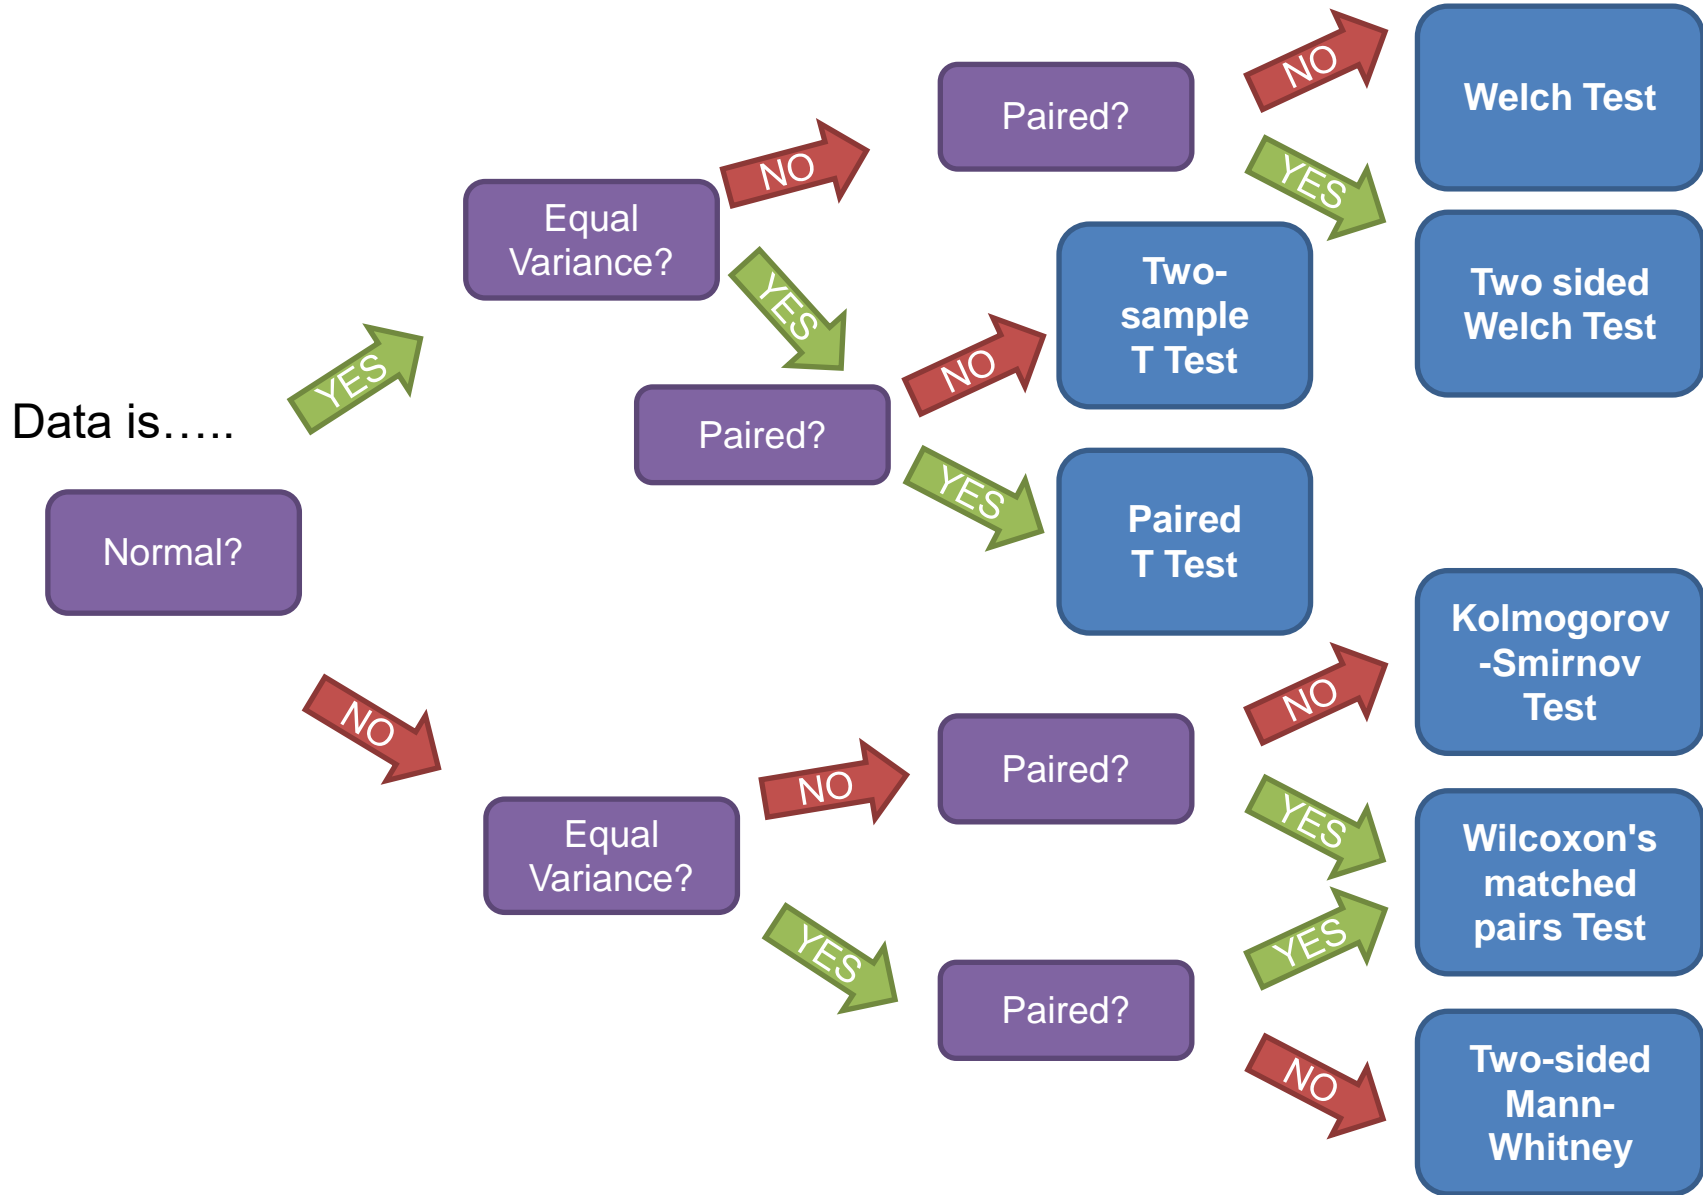 Data is…..
Normal?
YES
NO
Equal
Variance?
NO
YES
Paired?
NO
YES
Welch Test
Two sided
Welch Test
Paired?
NO
YES
Two-
sample
T Test
Paired
T Test
Equal
Variance?
NO
YES
Paired?
NO
YES
Kolmogorov
-Smirnov
Test
Wilcoxon's
matched
pairs Test
Paired?
YES
NO
Two-sided
Mann-
Whitney